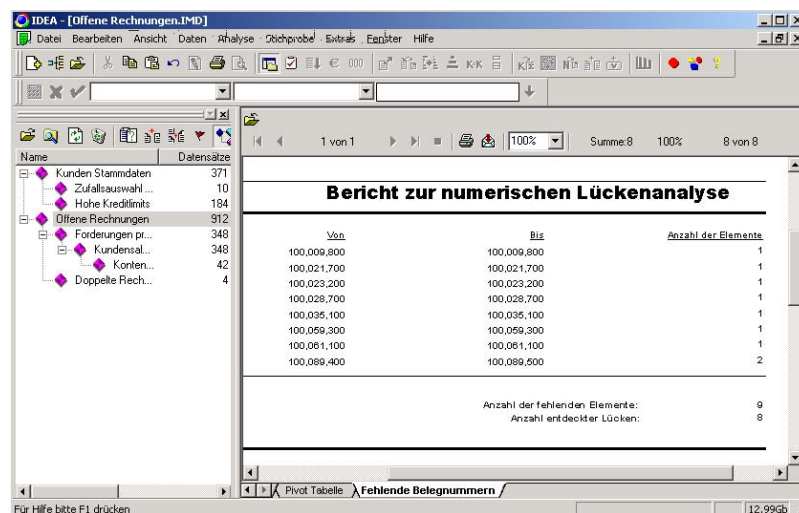 IDEA - [Offene Rechnungen.IMD]
Datei Bearbeiten Ansicht Daten Analyse Stichprobe Extras Fenster Hilfe
Name Datensätze
Kunden Stammdaten 371
Zufallsauswahl ... 10
Hohe Kreditlimits 184
Offene Rechnungen 912
Forderungen pr... 348
Kundensal... 348
Konten... 42
Doppelte Rech... 4
1 von 1 100% Summe:8 100% 8 von 8
Bericht zur numerischen Lückenanalyse
Von Bis Anzahl der Elemente
100,009,800 100,009,800 1
100,021,700 100,021,700 1
100,023,200 100,023,200 1
100,028,700 100,028,700 1
100,035,100 100,035,100 1
100,059,300 100,059,300 1
100,061,100 100,061,100 1
100,089,400 100,089,500 2
Anzahl der fehlenden Elemente: 9
Anzahl entdeckter Lücken: 8
Pivot Tabelle Fehlende Belegnummern
Für Hilfe bitte F1 drücken 12.99Gb